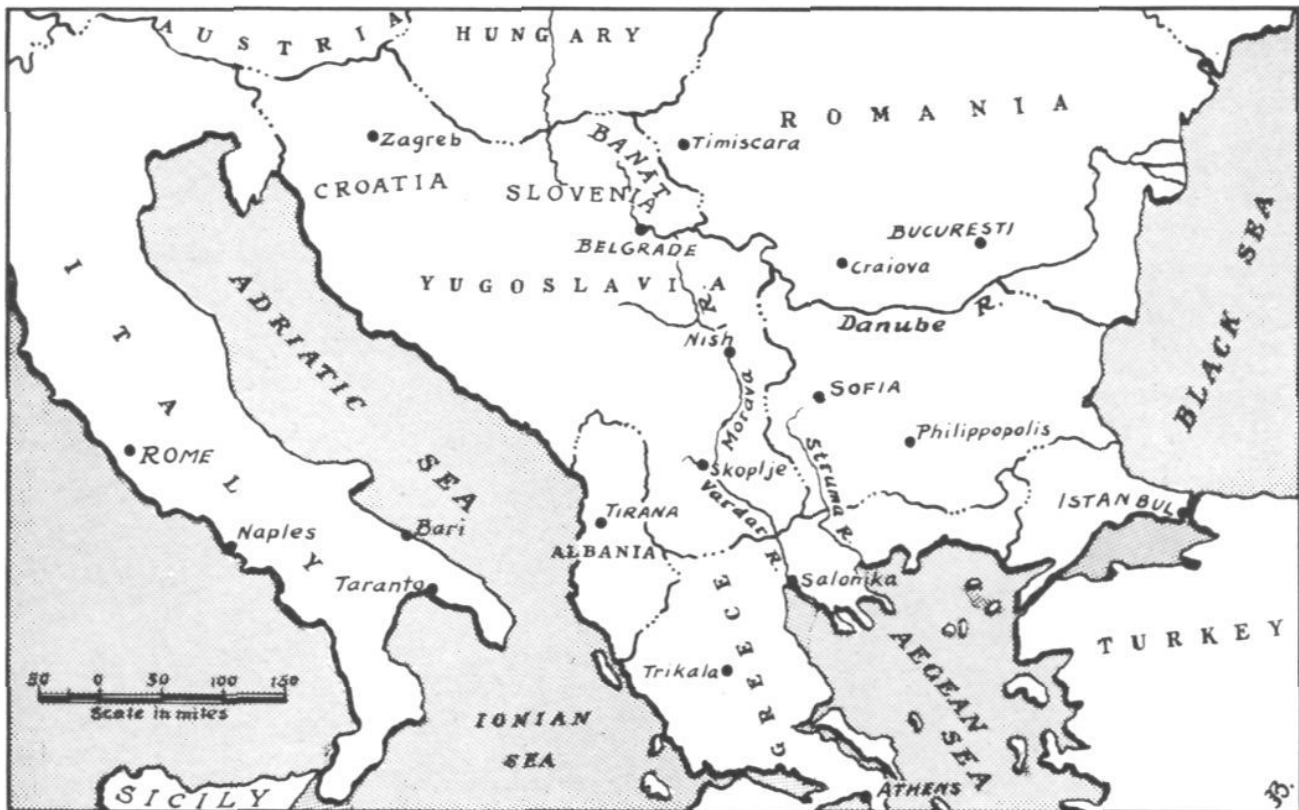 AUSTRIA
HUNGARY
ROMANIA
Zagreb
BANAT
Timiscara
CROATIA
SLOVENIA
BELGRADE
BUCURESTI
Craiova
YUGOSLAVIA
R.
Danube R.
BLACK SEA
ITALY
ADRIATIC SEA
Nish
Morava
SOFIA
Philippopolis
Struma R.
ROME
Skoplje
Vardar R.
TIRANA
ISTANBUL
Naples
Bari
ALBANIA
Taranto
Salonika
GREECE
AEGEAN SEA
TURKEY
Trikala
50 0 50 100 150
Scale in miles
IONIAN
SEA
SICILY
ATHENS
B.